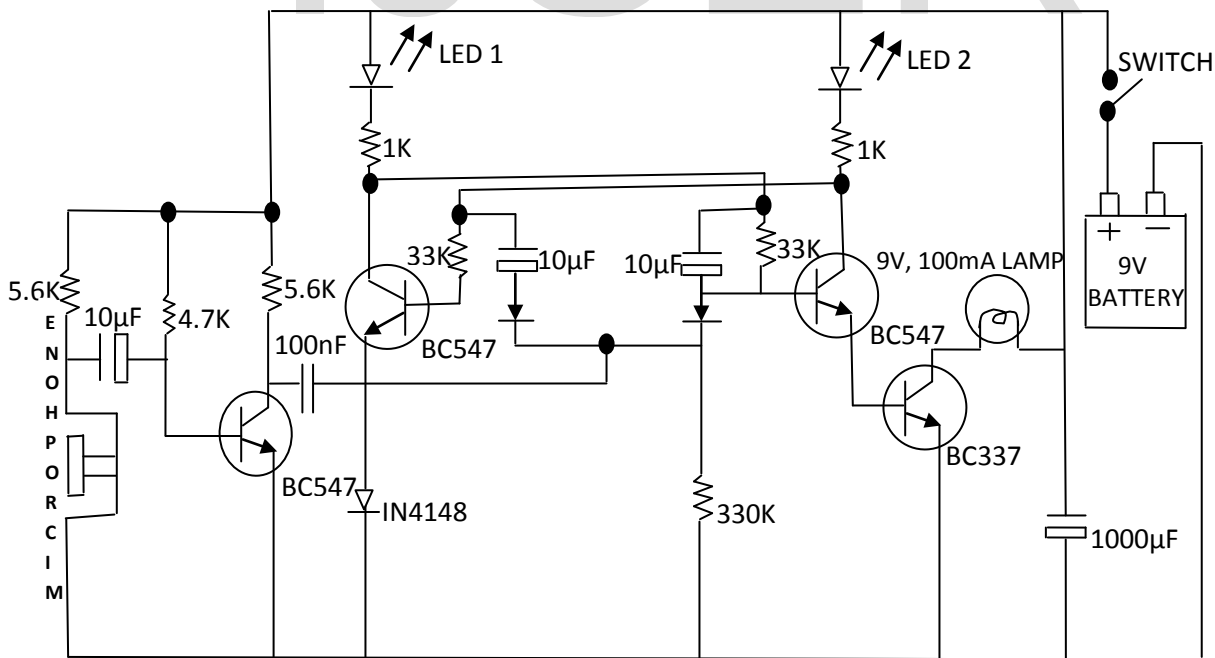 LED 1
LED 2
SWITCH
1K
1K
33K
10µF
10µF
33K
9V, 100mA LAMP
+
−
9V
BATTERY
5.6K
10µF
4.7K
5.6K
100nF
BC547
BC547
BC547
BC337
IN4148
330K
1000µF
ENOHPORCIM